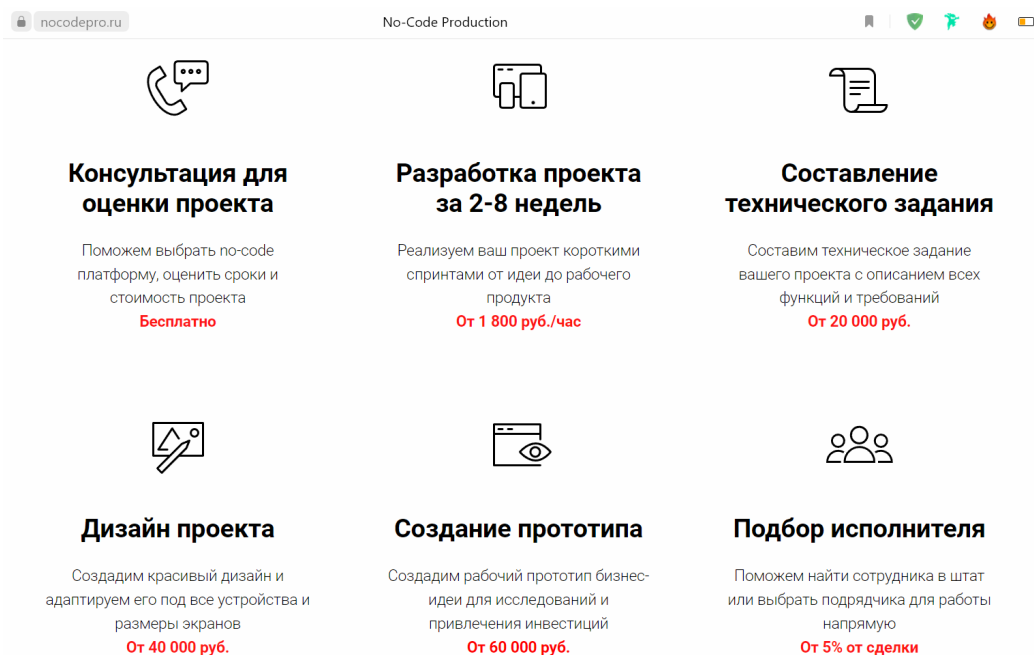 nocodepro.ru
No-Code Production
Консультация для
оценки проекта
Поможем выбрать no-code
платформу, оценить сроки и
стоимость проекта
Бесплатно
Разработка проекта
за 2-8 недель
Реализуем ваш проект короткими
спринтами от идеи до рабочего
продукта
От 1 800 руб./час
Составление
технического задания
Составим техническое задание
вашего проекта с описанием всех
функций и требований
От 20 000 руб.
Дизайн проекта
Создадим красивый дизайн и
адаптируем его под все устройства и
размеры экранов
От 40 000 руб.
Создание прототипа
Создадим рабочий прототип бизнес-
идеи для исследований и
привлечения инвестиций
От 60 000 руб.
Подбор исполнителя
Поможем найти сотрудника в штат
или выбрать подрядчика для работы
напрямую
От 5% от сделки